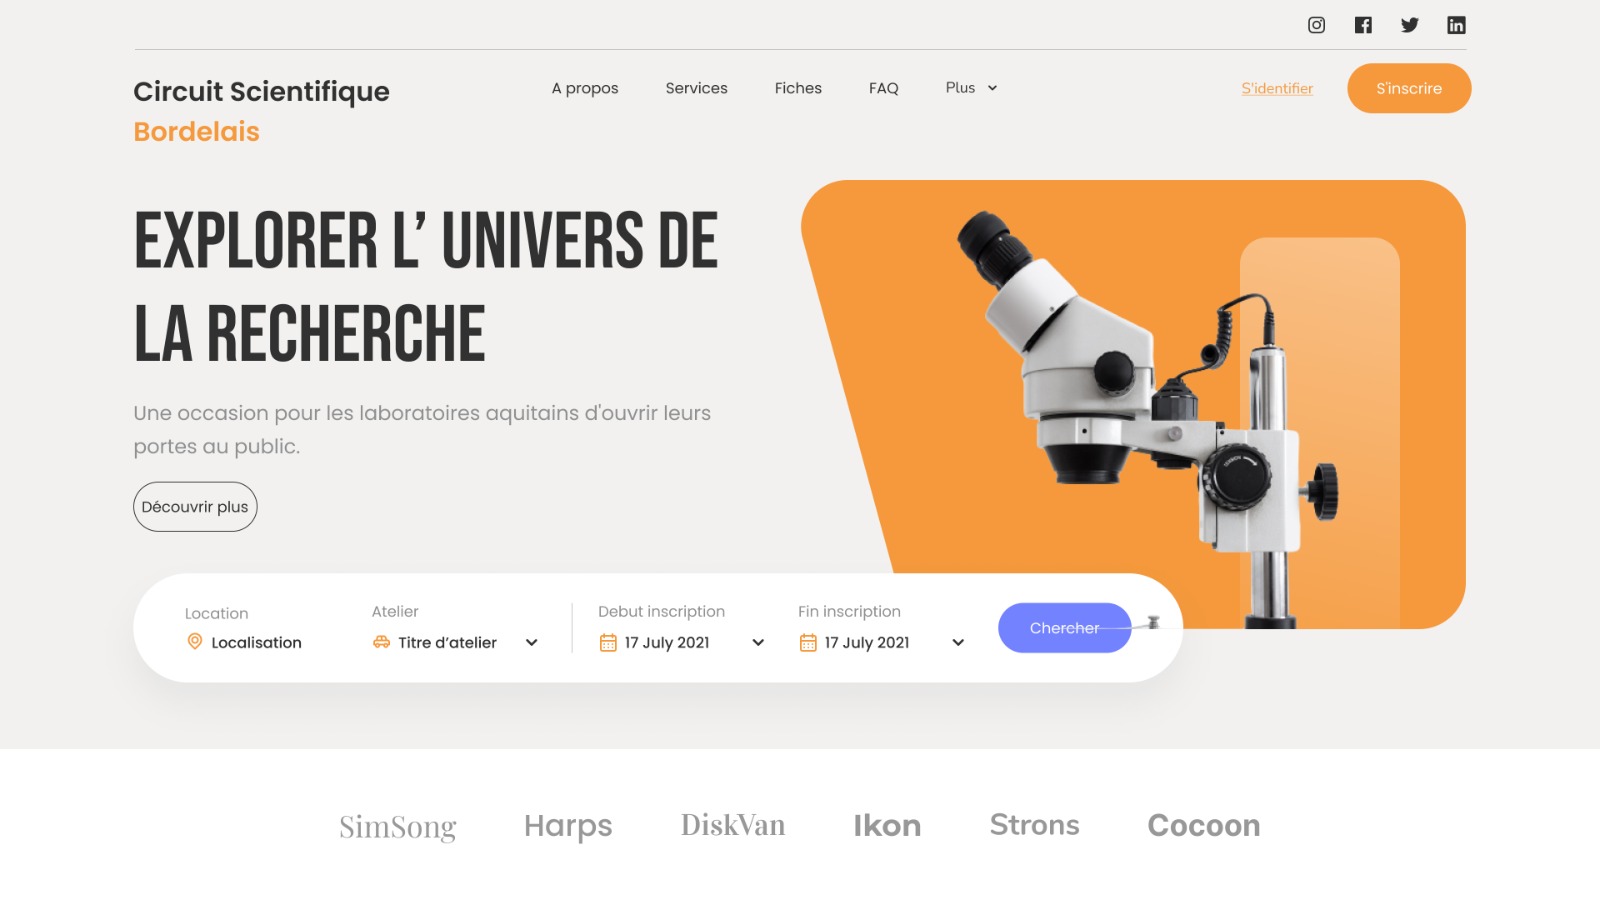 Circuit Scientifique
Bordelais
A propos Services Fiches FAQ Plus
S'identifier S'inscrire
EXPLORER L’ UNIVERS DE
LA RECHERCHE
Une occasion pour les laboratoires aquitains d'ouvrir leurs
portes au public.
Découvrir plus
Location Atelier Debut inscription Fin inscription
Localisation Titre d’atelier 17 July 2021 17 July 2021 Chercher
SimSong Harps DiskVan Ikon Strons Cocoon